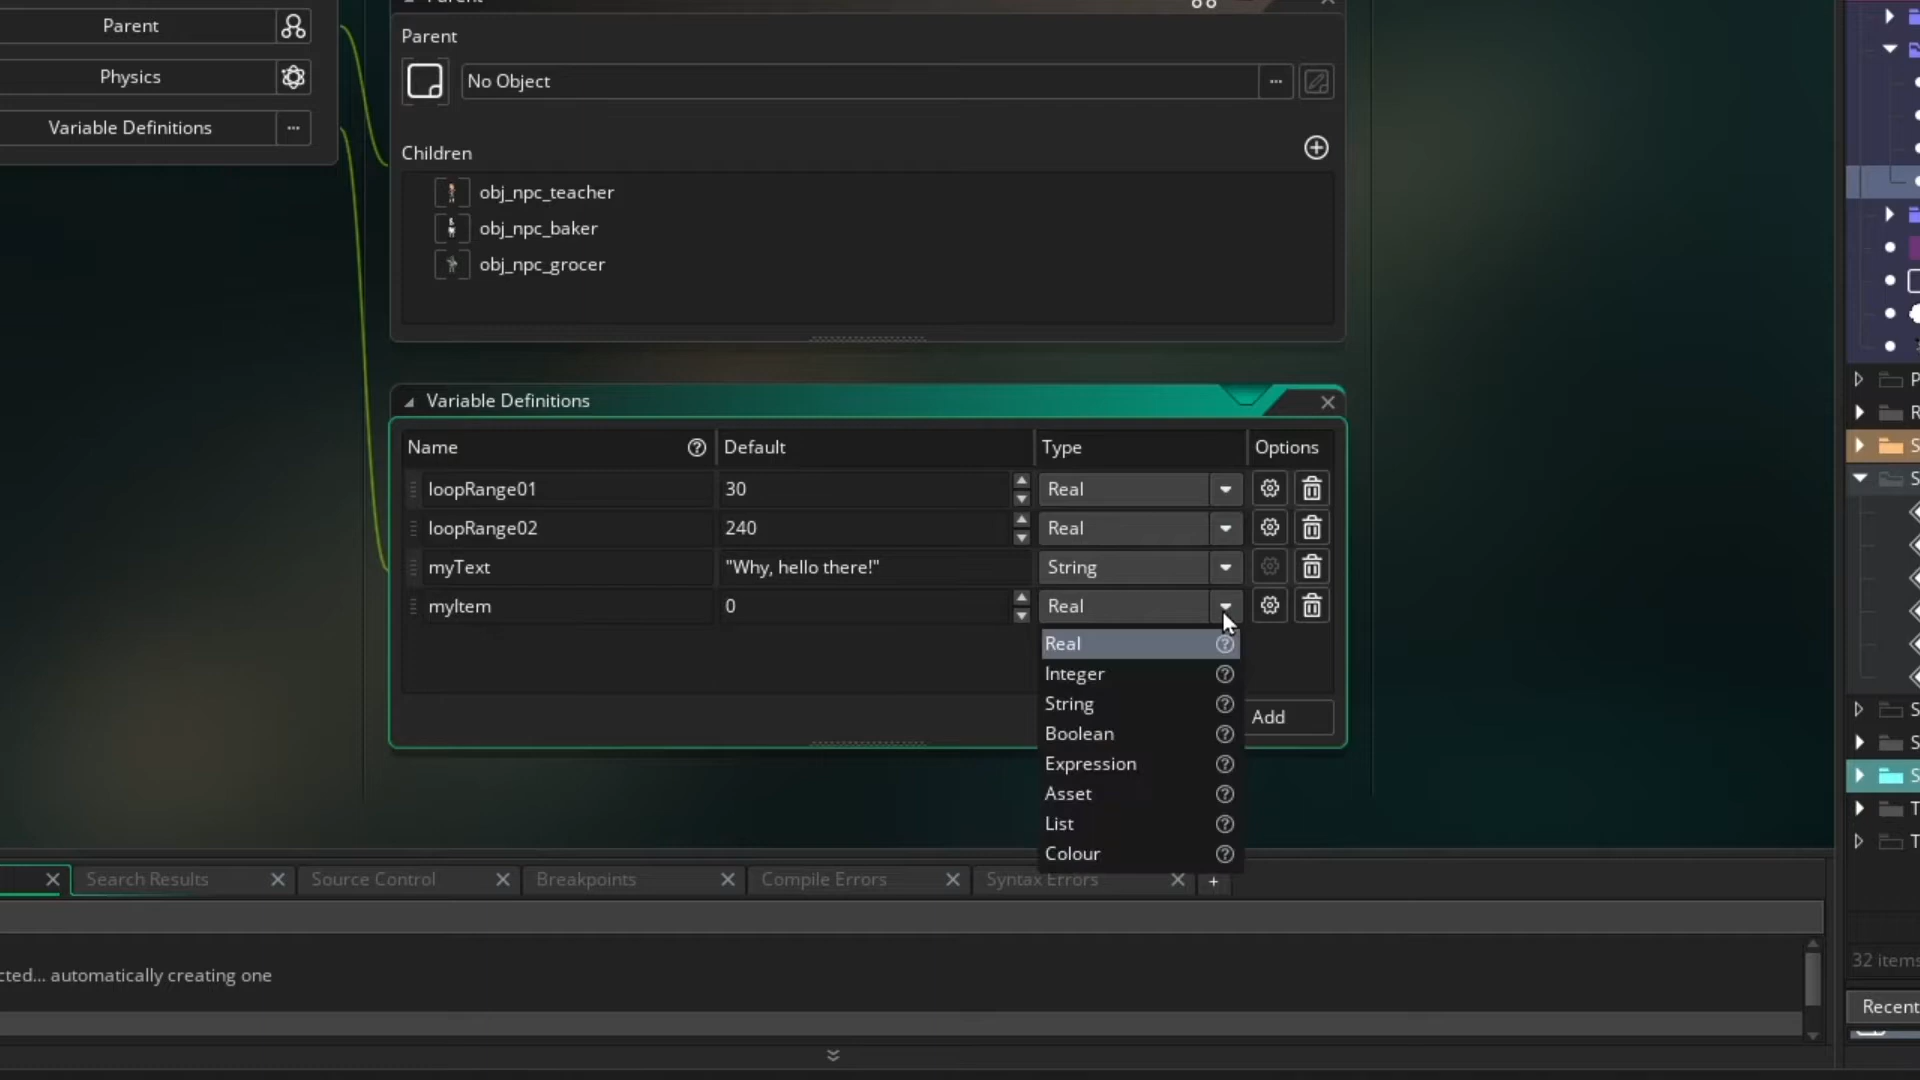 Parent
Parent
Physics
Variable Definitions
Parent
No Object
Children
obj_npc_teacher
obj_npc_baker
obj_npc_grocer
Variable Definitions
Name Default Type Options
loopRange01 30 Real
loopRange02 240 Real
myText "Why, hello there!" String
myItem 0 Real
Real
Integer
String
Boolean
Expression
Asset
List
Colour
Add
Search Results Source Control Breakpoints Compile Errors Syntax Errors
automatically creating one
32 items
Recent